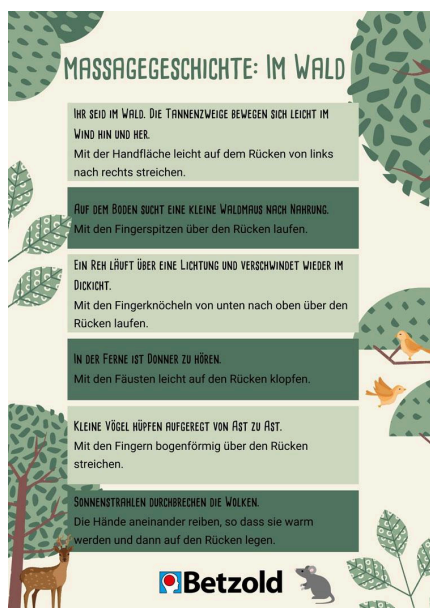 MASSAGEGESCHICHTE: IM WALD
IHR SEID IM WALD. DIE TANNENZWEIGE BEWEGEN SICH LEICHT IM
WIND HIN UND HER.
Mit der Handfläche leicht auf dem Rücken von links
nach rechts streichen.
AUF DEM BODEN SUCHT EINE KLEINE WALDMAUS NACH NAHRUNG.
Mit den Fingerspitzen über den Rücken laufen.
EIN REH LÄUFT ÜBER EINE LICHTUNG UND VERSCHWINDET WIEDER IM
DICKICHT.
Mit den Fingerknöcheln von unten nach oben über den
Rücken laufen.
IN DER FERNE IST DONNER ZU HÖREN.
Mit den Fäusten leicht auf den Rücken klopfen.
KLEINE VÖGEL HÜPFEN AUFGEREGT VON AST ZU AST.
Mit den Fingern bogenförmig über den Rücken
streichen.
SONNENSTRAHLEN DURCHBRECHEN DIE WOLKEN.
Die Hände aneinander reiben, so dass sie warm
werden und dann auf den Rücken legen.
Betzold